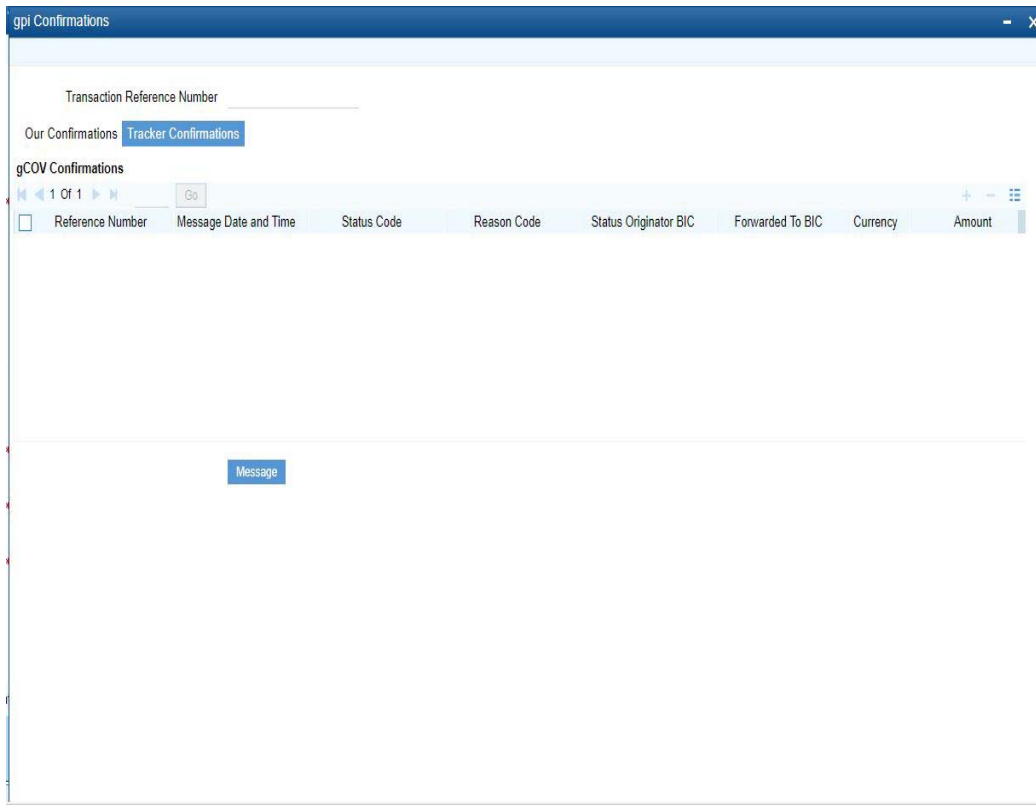 gpi Confirmations
Transaction Reference Number
Our Confirmations Tracker Confirmations
gCOV Confirmations
1 Of 1 Go
Reference Number Message Date and Time Status Code Reason Code Status Originator BIC Forwarded To BIC Currency Amount
Message